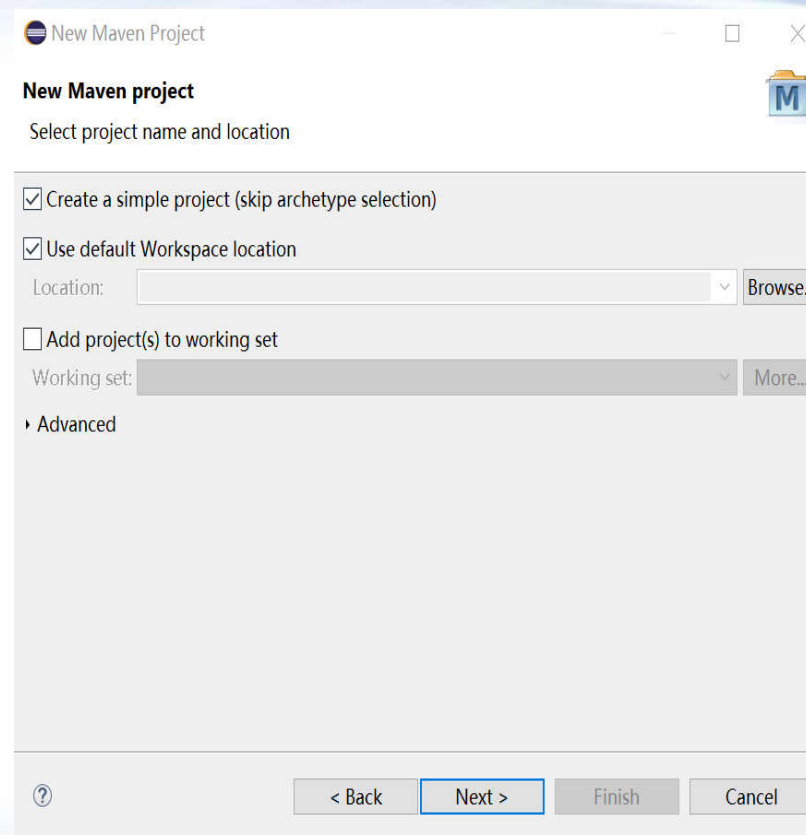 New Maven Project
New Maven project
Select project name and location
M
Create a simple project (skip archetype selection)
Use default Workspace location
Location:
Browse.
Add project(s) to working set
Working set:
More...
Advanced
?
< Back
Next >
Finish
Cancel